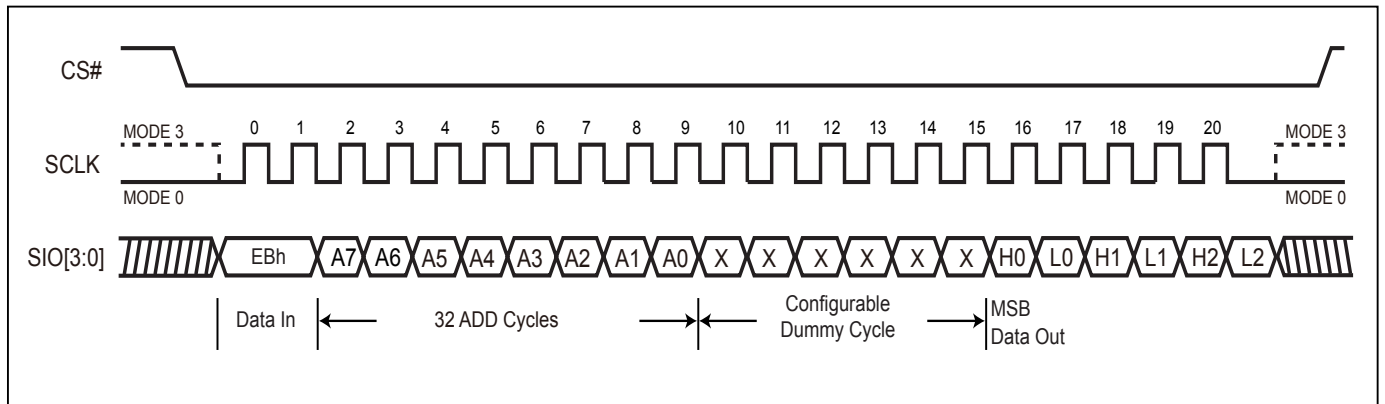 CS#
MODE 3 0 1 2 3 4 5 6 7 8 9 10 11 12 13 14 15 16 17 18 19 20 MODE 3
SCLK
MODE 0 MODE 0
SIO[3:0] EBh A7 A6 A5 A4 A3 A2 A1 A0 X X X X X X H0 L0 H1 L1 H2 L2
Data In 32 ADD Cycles Configurable Dummy Cycle MSB Data Out